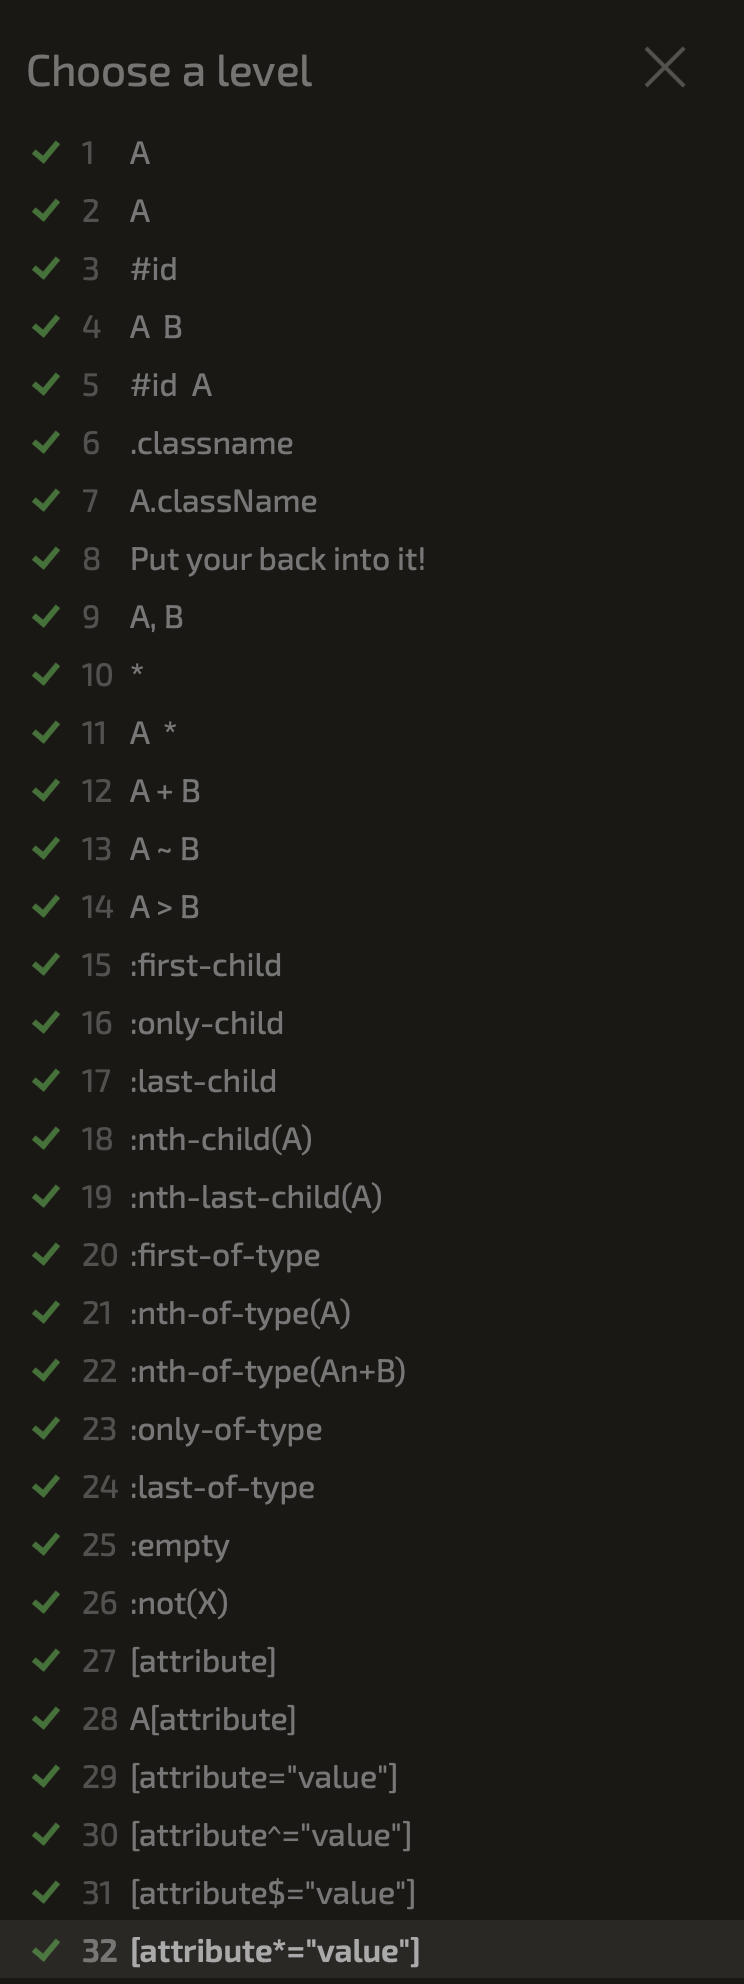 Choose a level
1 A
2 A
3 #id
4 A B
5 #id A
6 .classname
7 A.className
8 Put your back into it!
9 A, B
10 *
11 A *
12 A + B
13 A ~ B
14 A > B
15 :first-child
16 :only-child
17 :last-child
18 :nth-child(A)
19 :nth-last-child(A)
20 :first-of-type
21 :nth-of-type(A)
22 :nth-of-type(An+B)
23 :only-of-type
24 :last-of-type
25 :empty
26 :not(X)
27 [attribute]
28 A[attribute]
29 [attribute="value"]
30 [attribute^="value"]
31 [attribute$="value"]
32 [attribute*="value"]